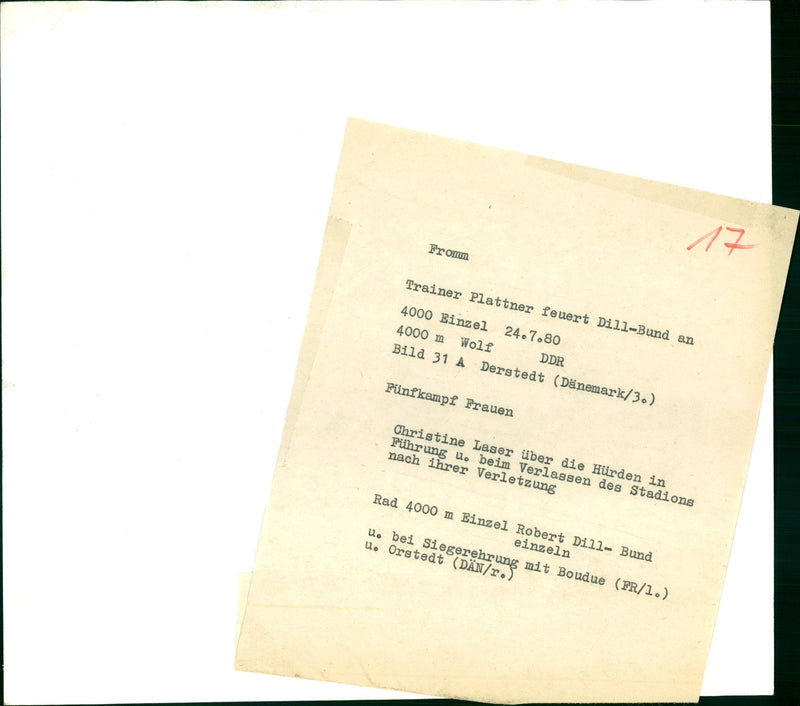 17
Fromm
Trainer Plattner feuert Dill-Bund an
4000 Einzel 24.7.80
4000 m Wolf DDR
Bild 31 A Derstedt (Dänemark/3.)
Fünfkampf Frauen
Christine Laser über die Hürden in
Führung u. beim Verlassen des Stadions
nach ihrer Verletzung
Rad 4000 m Einzel Robert Dill- Bund
einzeln
u. bei Siegerehrung mit Boudue (FR/l.)
u. Orstedt (DÄN/r.)